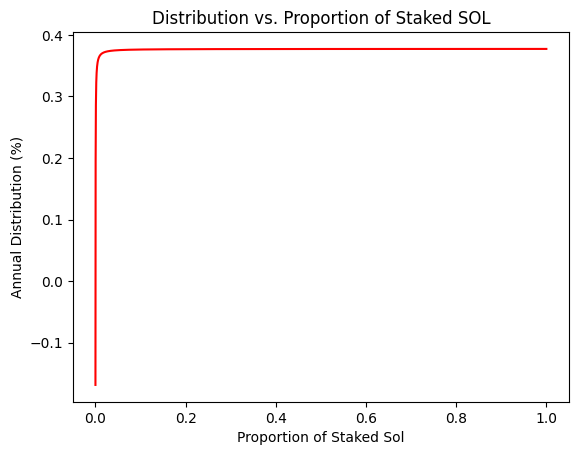 Distribution vs. Proportion of Staked SOL
Annual Distribution (%)
0.4
0.3
0.2
0.1
0.0
−0.1
0.0 0.2 0.4 0.6 0.8 1.0
Proportion of Staked Sol